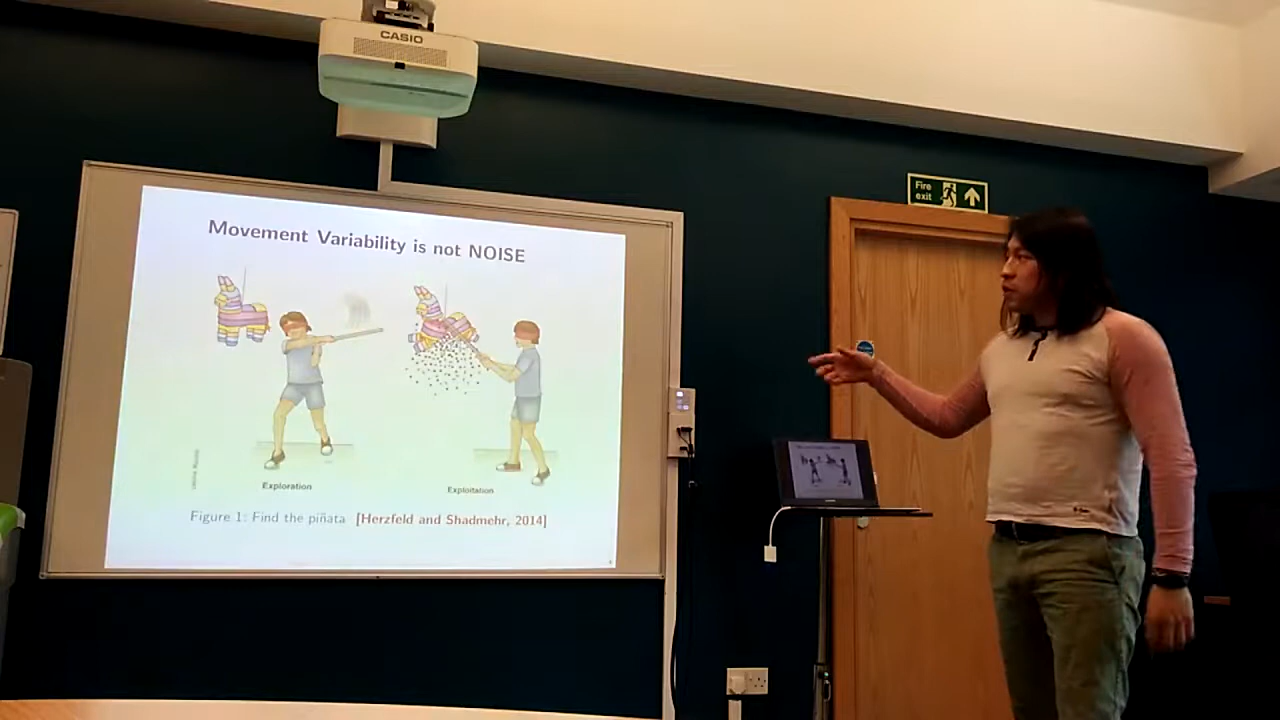 CASIO
Fire
exit
Movement Variability is not NOISE
Exploration
Exploitation
Figure 1: Find the piñata [Herzfeld and Shadmehr, 2014]